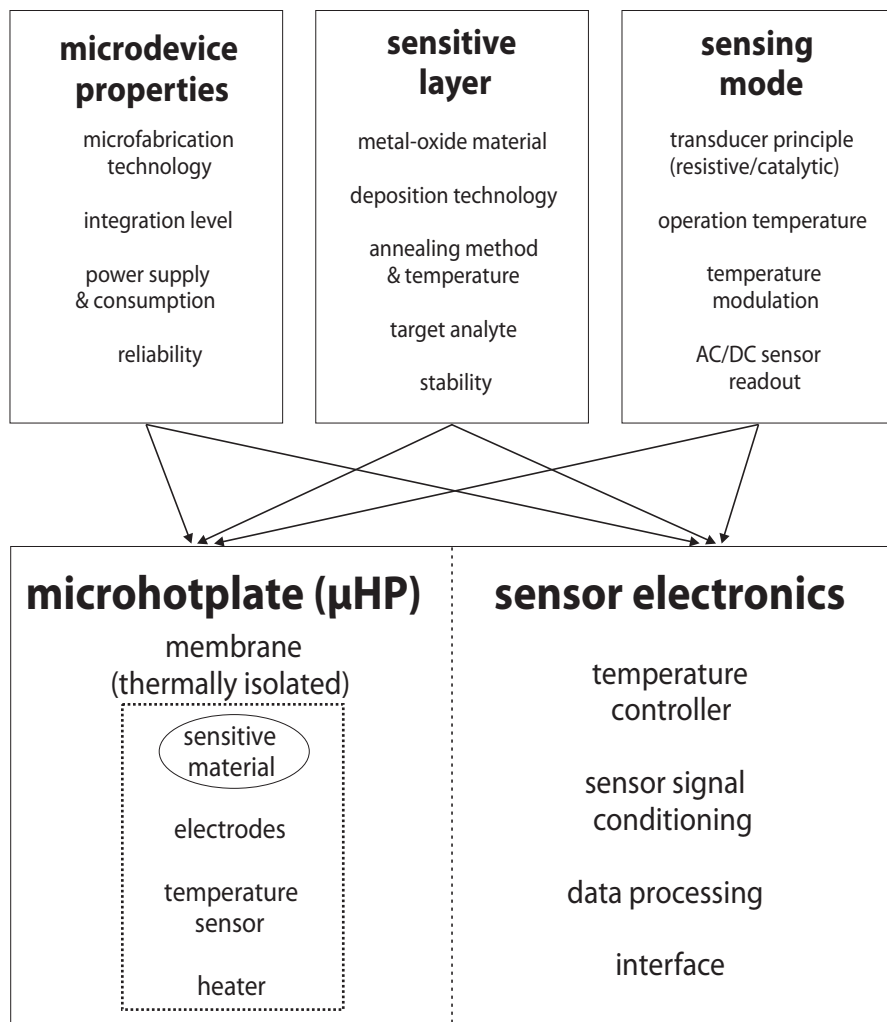 microdevice
properties
microfabrication
technology
integration level
power supply
& consumption
reliability
sensitive
layer
metal-oxide material
deposition technology
annealing method
& temperature
target analyte
stability
sensing
mode
transducer principle
(resistive/catalytic)
operation temperature
temperature
modulation
AC/DC sensor
readout
microhotplate (µHP)
membrane
(thermally isolated)
sensitive
material
electrodes
temperature
sensor
heater
sensor electronics
temperature
controller
sensor signal
conditioning
data processing
interface